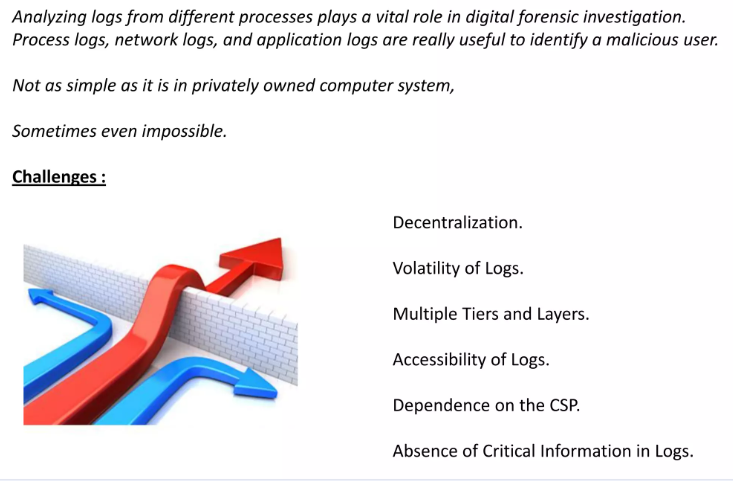 Analyzing logs from different processes plays a vital role in digital forensic investigation.
Process logs, network logs, and application logs are really useful to identify a malicious user.
Not as simple as it is in privately owned computer system,
Sometimes even impossible.
Challenges :
Decentralization.
Volatility of Logs.
Multiple Tiers and Layers.
Accessibility of Logs.
Dependence on the CSP.
Absence of Critical Information in Logs.